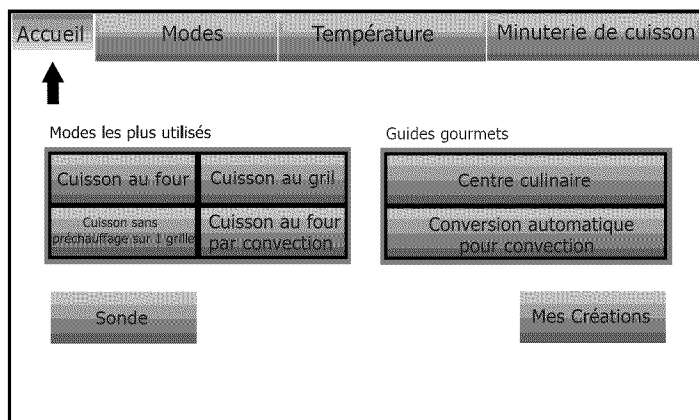 Accueil
Modes
Température
Minuterie de cuisson
Modes les plus utilisés
Guides gourmets
Cuisson au four
Cuisson au gril
Centre culinaire
Cuisson sans
préchauffage sur 1 grille
Cuisson au four
par convection
Conversion automatique
pour convection
Sonde
Mes Créations